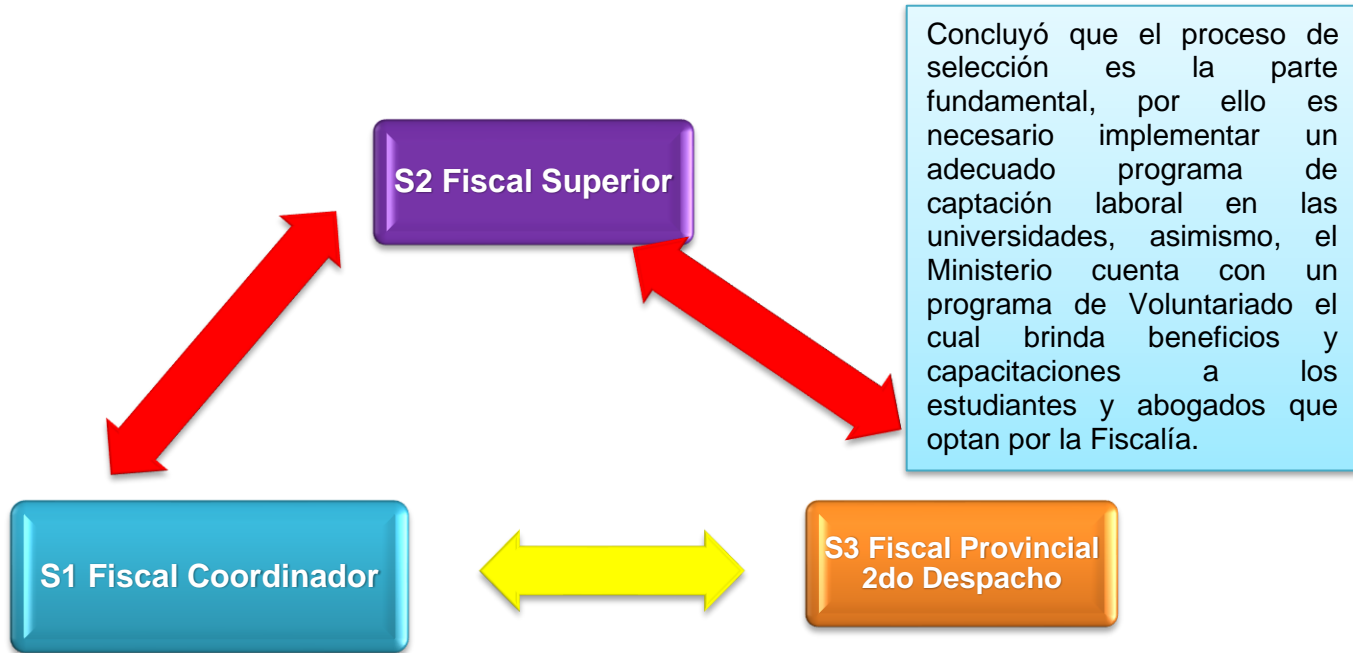 Concluyó que el proceso de
selección es la parte
fundamental, por ello es
necesario implementar un
adecuado programa de
captación laboral en las
universidades, asimismo, el
Ministerio cuenta con un
programa de Voluntariado el
cual brinda beneficios y
capacitaciones a los
estudiantes y abogados que
optan por la Fiscalía.
S2 Fiscal Superior
S1 Fiscal Coordinador
S3 Fiscal Provincial
2do Despacho